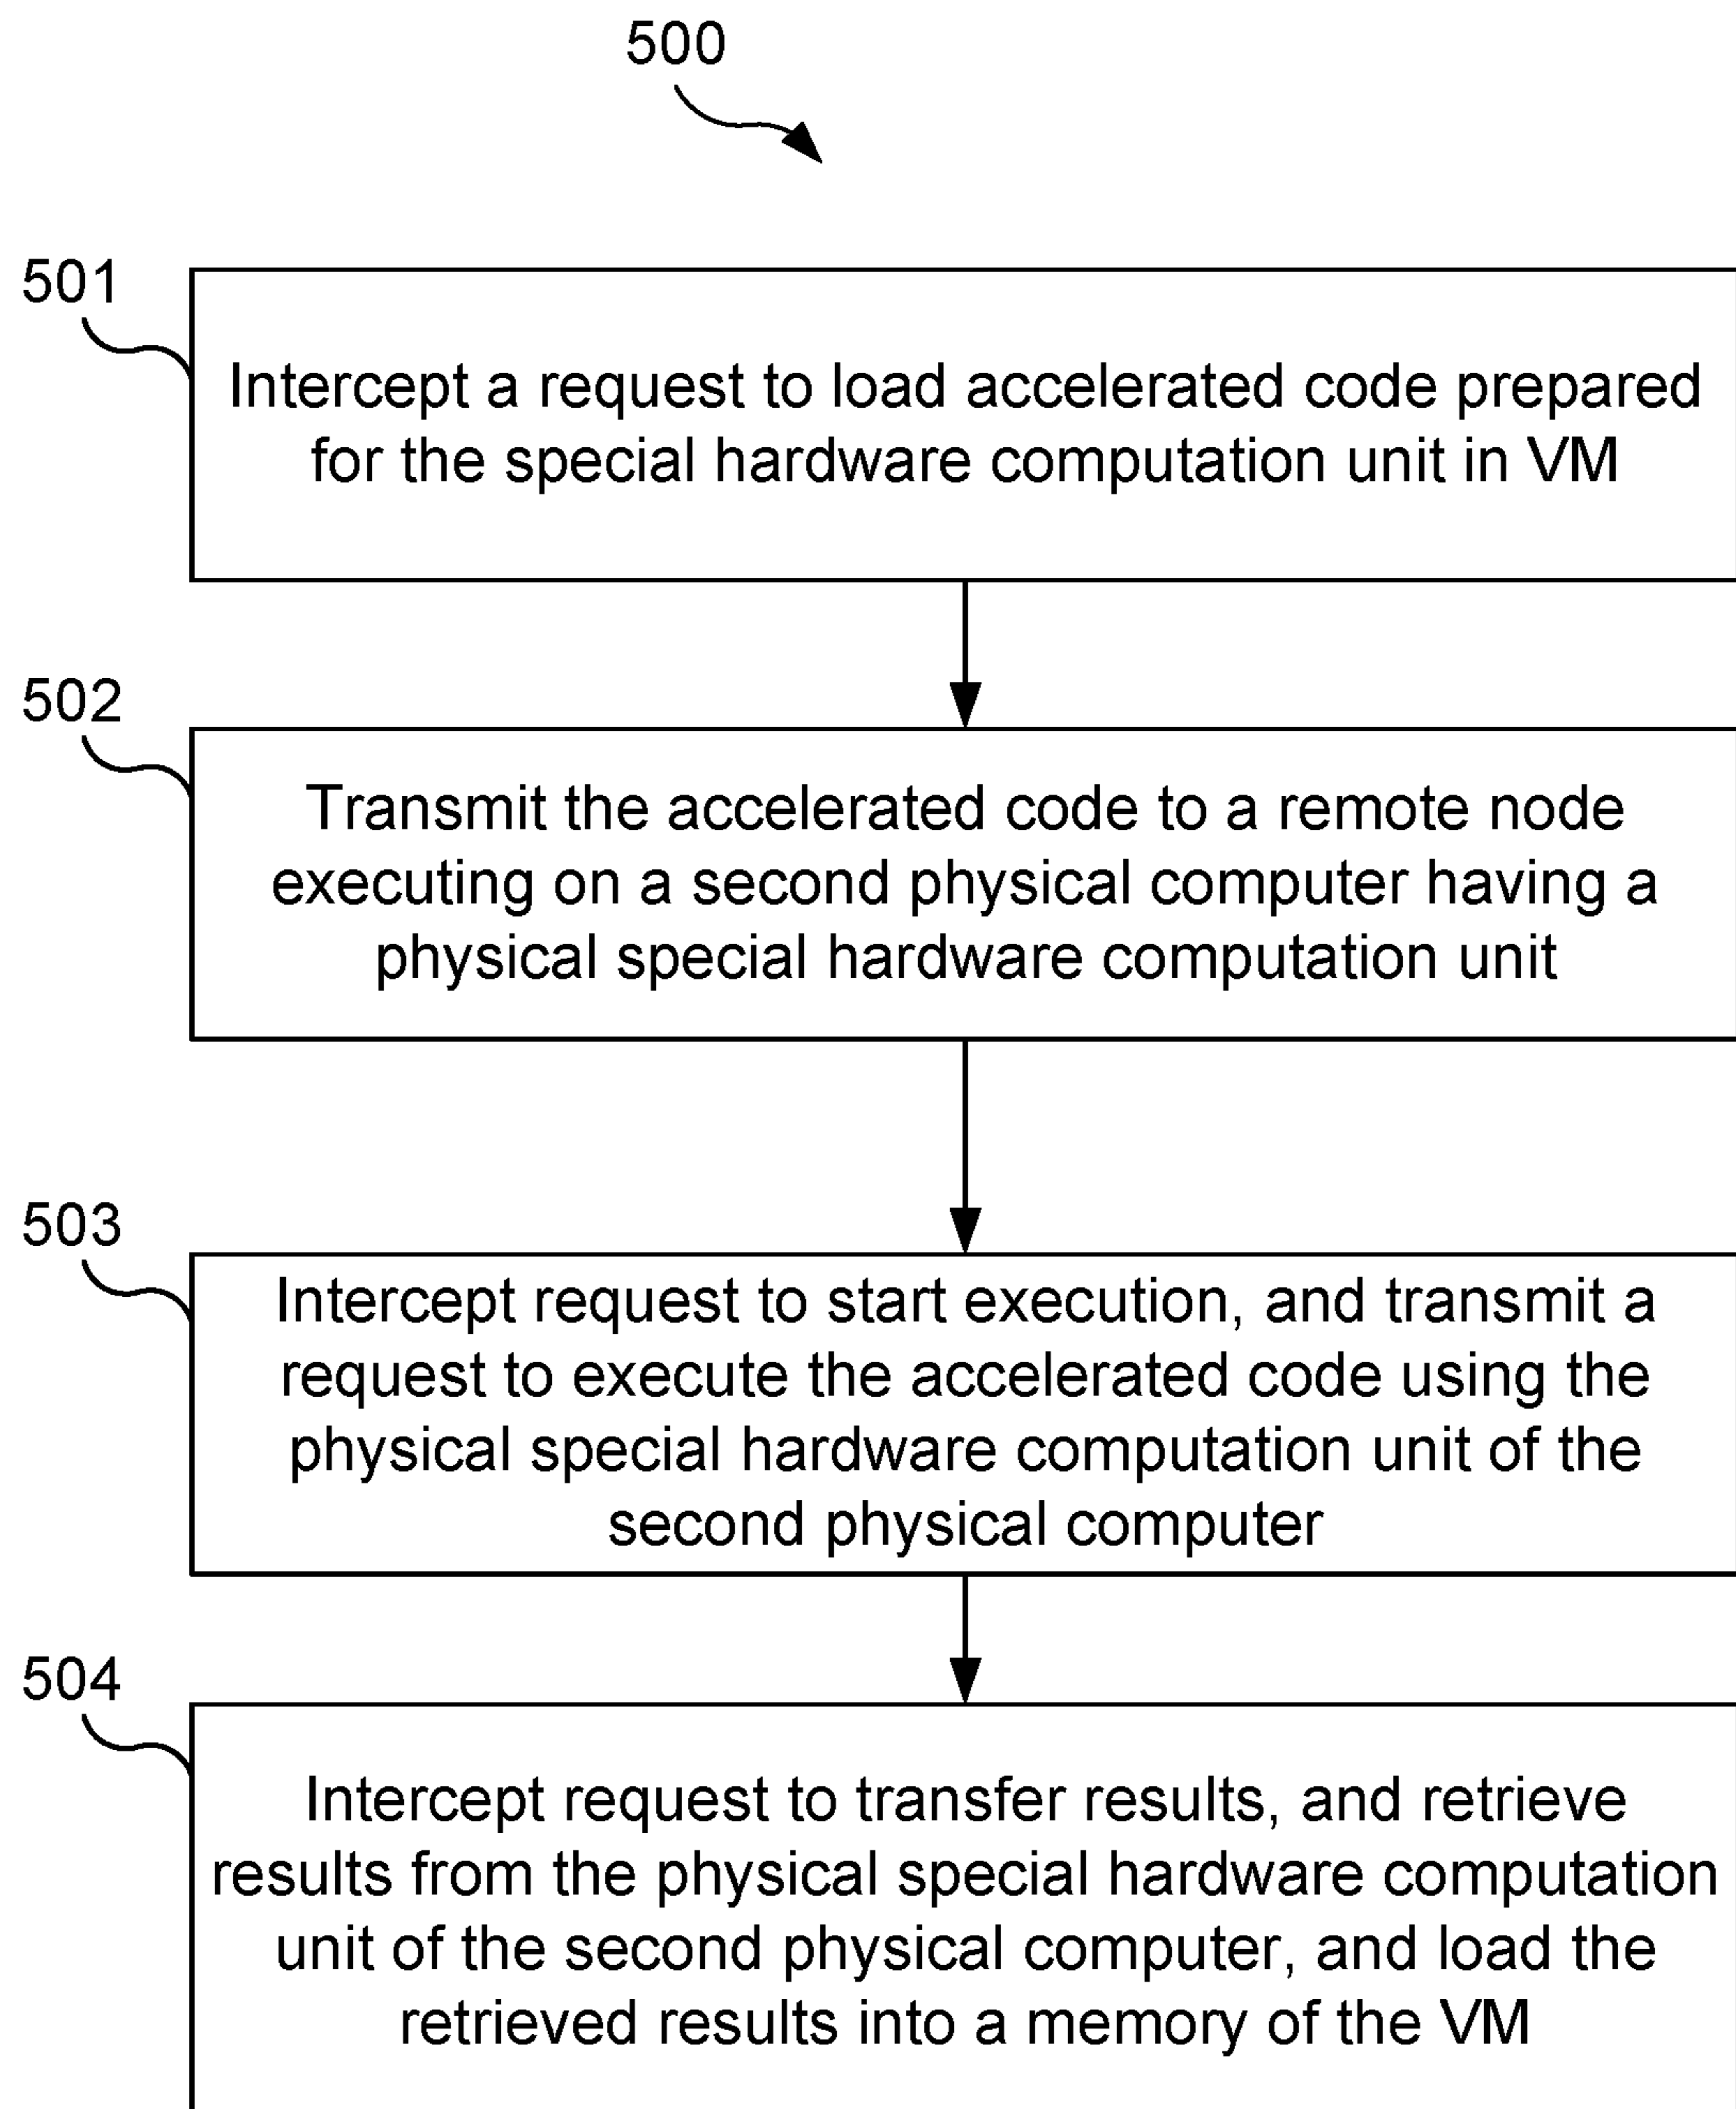 500
501
Intercept a request to load accelerated code prepared
for the special hardware computation unit in VM
502
Transmit the accelerated code to a remote node
executing on a second physical computer having a
physical special hardware computation unit
503
Intercept request to start execution, and transmit a
request to execute the accelerated code using the
physical special hardware computation unit of the
second physical computer
504
Intercept request to transfer results, and retrieve
results from the physical special hardware computation
unit of the second physical computer, and load the
retrieved results into a memory of the VM